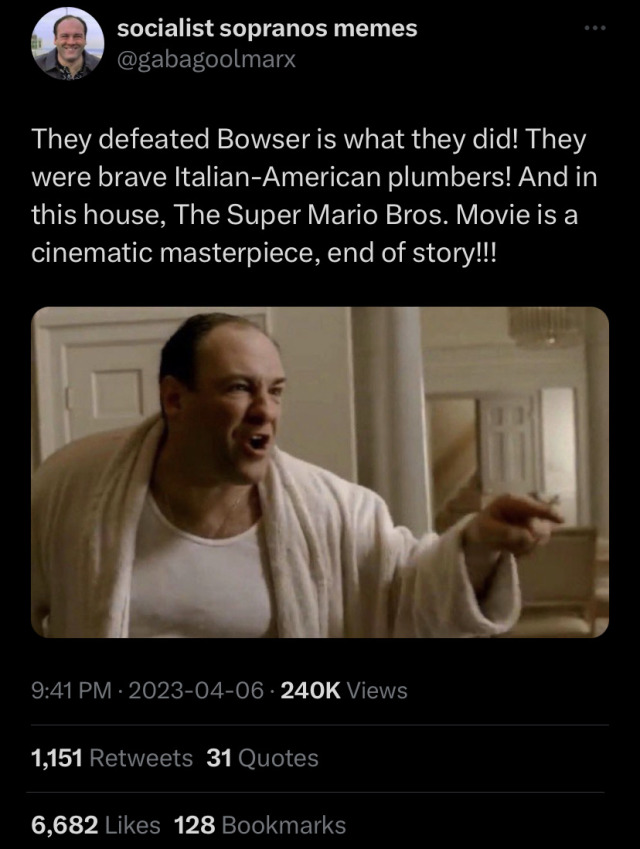 socialist sopranos memes
@gabagoolmarx
They defeated Bowser is what they did! They
were brave Italian-American plumbers! And in
this house, The Super Mario Bros. Movie is a
cinematic masterpiece, end of story!!!
9:41 PM · 2023-04-06 · 240K Views
1,151 Retweets 31 Quotes
6,682 Likes 128 Bookmarks